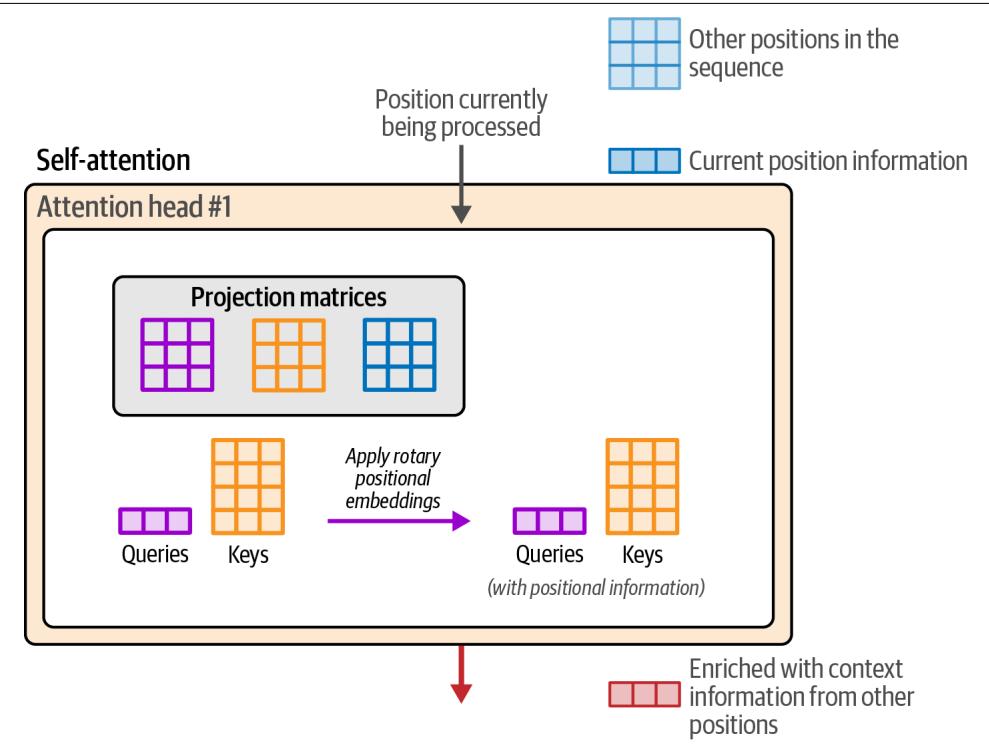 Other positions in the
sequence
Position currently
being processed
Self-attention
Current position information
Attention head #1
Projection matrices
Apply rotary
positional
embeddings
Queries
Keys
Queries
Keys
(with positional information)
Enriched with context
information from other
positions